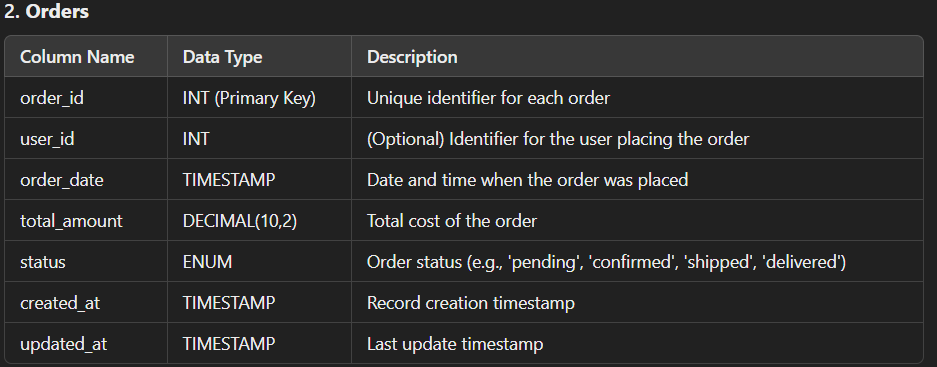 2. Orders
Column Name Data Type Description
order_id INT (Primary Key) Unique identifier for each order
user_id INT (Optional) Identifier for the user placing the order
order_date TIMESTAMP Date and time when the order was placed
total_amount DECIMAL(10,2) Total cost of the order
status ENUM Order status (e.g., 'pending', 'confirmed', 'shipped', 'delivered')
created_at TIMESTAMP Record creation timestamp
updated_at TIMESTAMP Last update timestamp